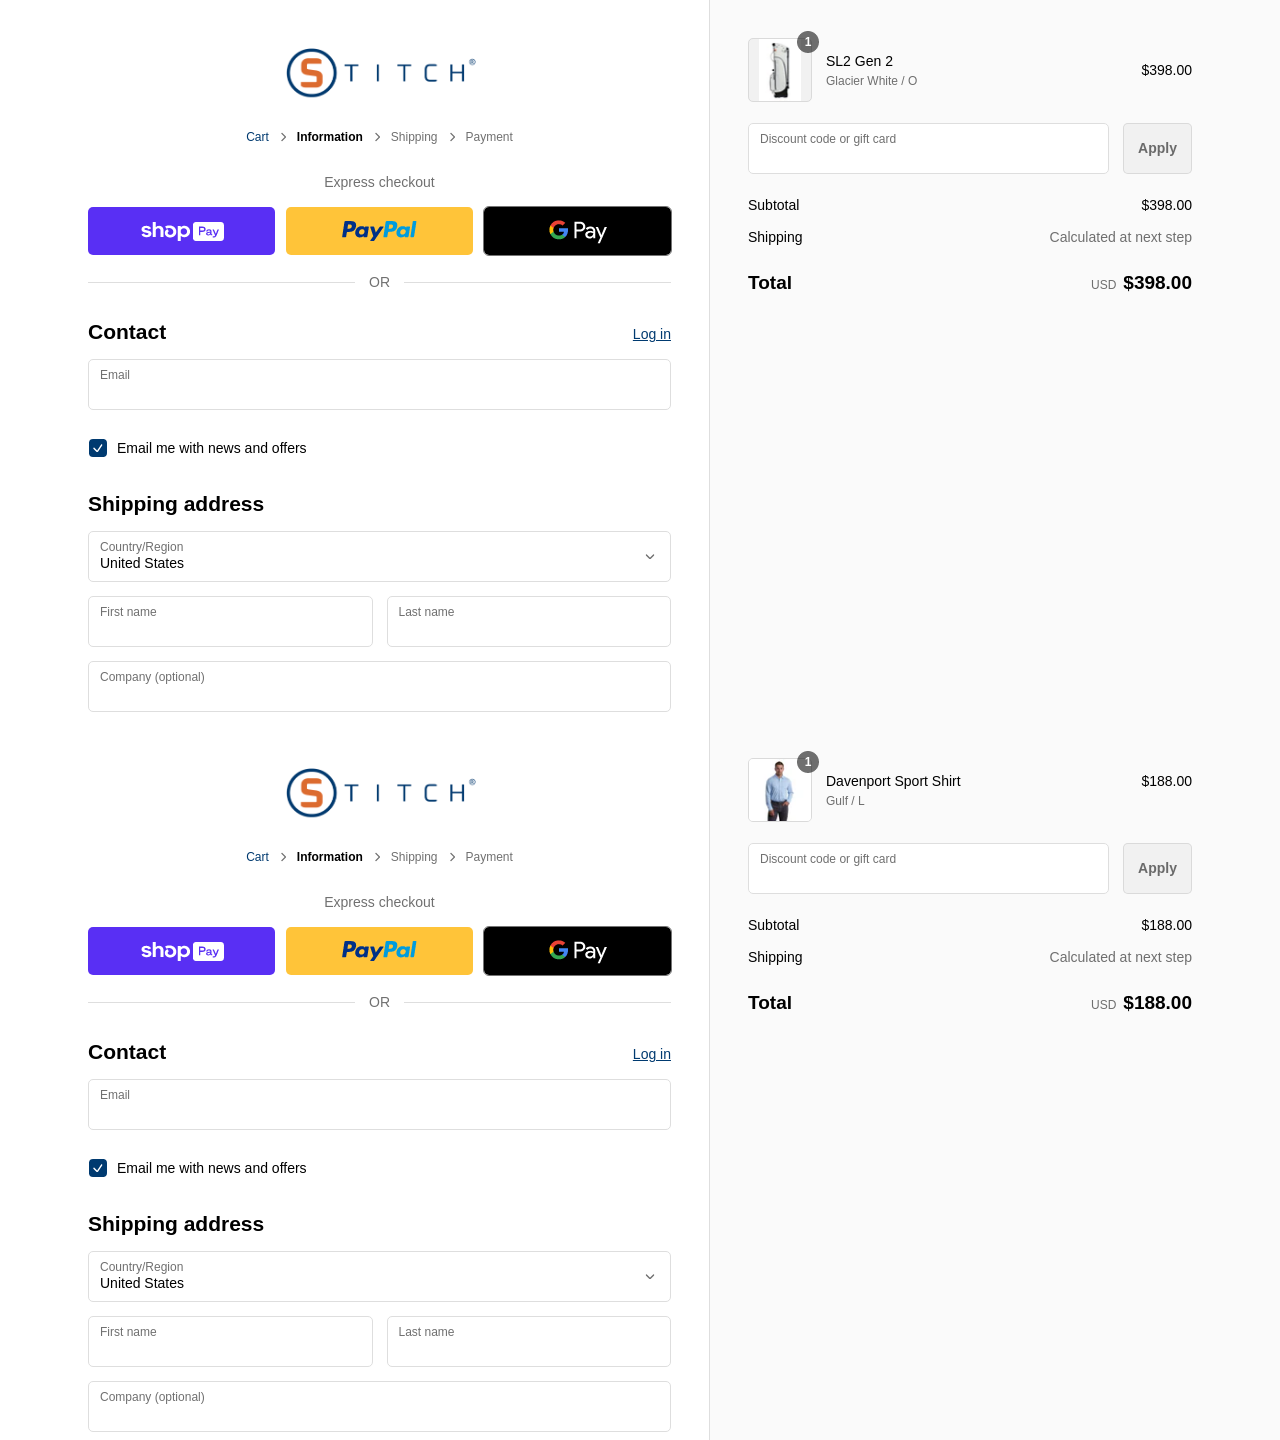 STITCH®
Cart > Information > Shipping > Payment
Express checkout
shop Pay
PayPal
G Pay
OR
Contact
Log in
Email
Email me with news and offers
Shipping address
Country/Region
United States
First name
Last name
Company (optional)
1
SL2 Gen 2
Glacier White / O
$398.00
Discount code or gift card
Apply
Subtotal
$398.00
Shipping
Calculated at next step
Total
USD $398.00
STITCH®
Cart > Information > Shipping > Payment
Express checkout
shop Pay
PayPal
G Pay
OR
Contact
Log in
Email
Email me with news and offers
Shipping address
Country/Region
United States
First name
Last name
Company (optional)
1
Davenport Sport Shirt
Gulf / L
$188.00
Discount code or gift card
Apply
Subtotal
$188.00
Shipping
Calculated at next step
Total
USD $188.00